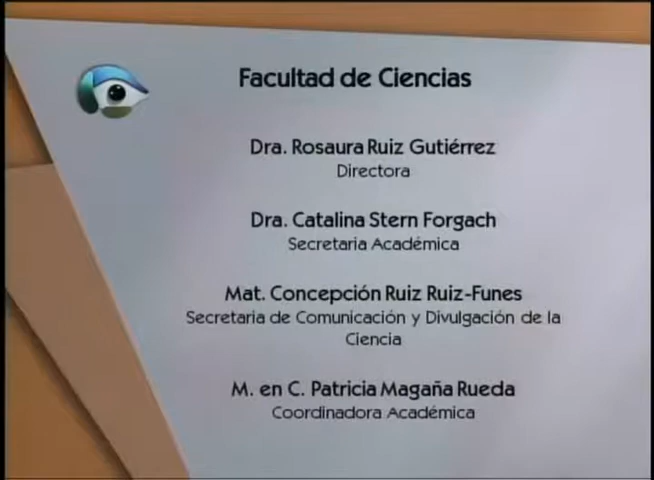 Facultad de Ciencias
Dra. Rosaura Ruiz Gutiérrez
Directora
Dra. Catalina Stern Forgach
Secretaria Académica
Mat. Concepción Ruiz Ruiz-Funes
Secretaria de Comunicación y Divulgación de la
Ciencia
M. en C. Patricia Magaña Rueda
Coordinadora Académica